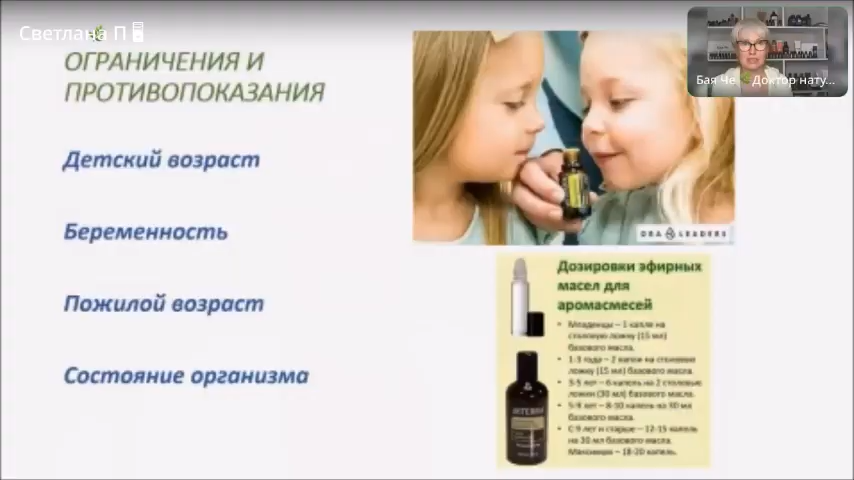 Светлана П
ОГРАНИЧЕНИЯ И
ПРОТИВОПОКАЗАНИЯ
Детский возраст
Беременность
Пожилой возраст
Состояние организма
Бая Че Доктор нату...
LEADERS
Дозировки эфирных
масел для
аромасмесей
Младенцы – 1 капля на
столовую ложку (15 мл)
базового масла.
1-3 года – 2 капли на столовую
ложку (15 мл) базового масла.
3-5 лет – 6 капель на 2 столовые
ложки (30 мл) базового масла.
5-9 лет – 8-10 капель на 30 мл
базового масла.
С 9 лет и старше – 12-15 капель
на 30 мл базового масла.
Максимум – 18-20 капель.